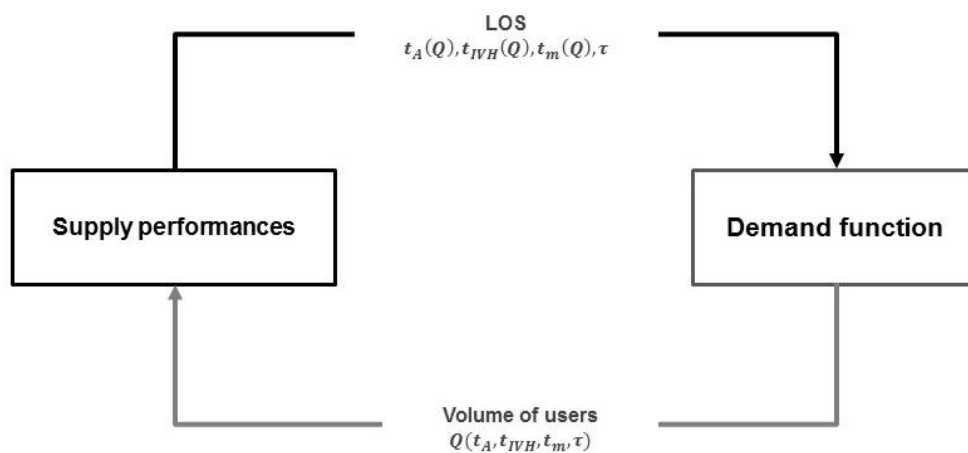 LOS
t_A(Q), t_IVH(Q), t_m(Q), τ
Supply performances
Demand function
Volume of users
Q(t_A, t_IVH, t_m, τ)